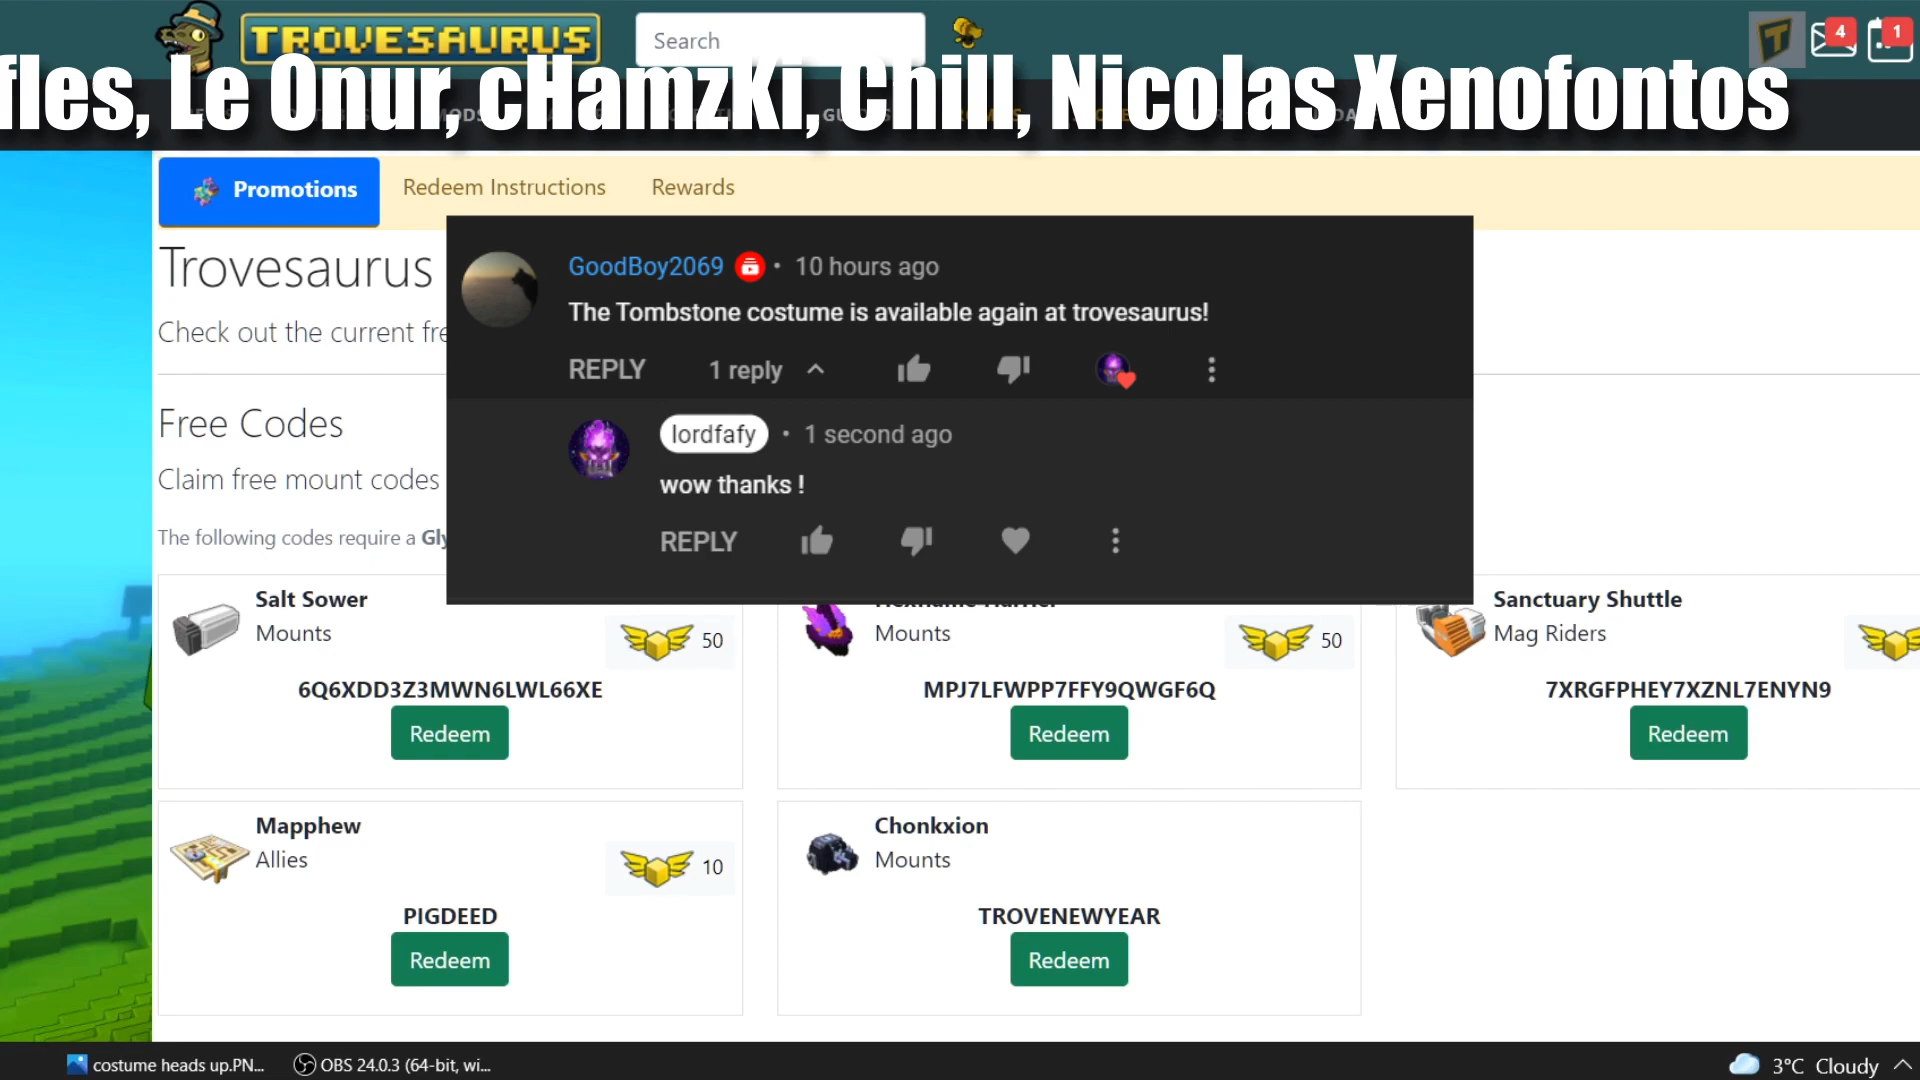 TROVESAURUS
Search
4
1
fles, Le Onur, cHamzKi, Chill, Nicolas Xenofontos
Promotions
Redeem Instructions
Rewards
Trovesaurus
Check out the current fre
Free Codes
Claim free mount codes
The following codes require a Gly
GoodBoy2069 • 10 hours ago
The Tombstone costume is available again at trovesaurus!
REPLY
1 reply
lordfafy • 1 second ago
wow thanks !
REPLY
Salt Sower
Mounts
50
6Q6XDD3Z3MWN6LWL66XE
Redeem
Mounts
50
MPJ7LFWPP7FFY9QWGF6Q
Redeem
Sanctuary Shuttle
Mag Riders
7XRGFPHEY7XZNL7ENYN9
Redeem
Mapphew
Allies
10
PIGDEED
Redeem
Chonkxion
Mounts
TROVENEWYEAR
Redeem
costume heads up.PN...
OBS 24.0.3 (64-bit, wi...
3°C Cloudy